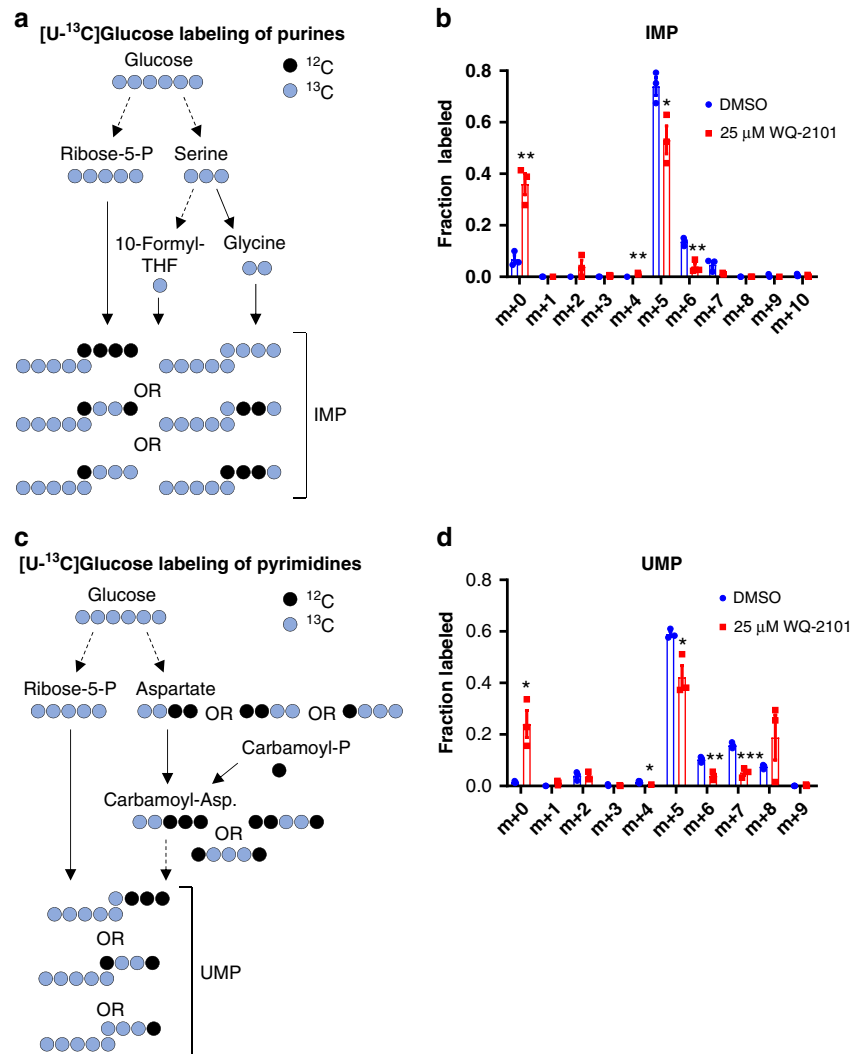 a
[U-¹³C]Glucose labeling of purines
Glucose
¹²C
¹³C
Ribose-5-P
Serine
10-Formyl-
THF
Glycine
OR
OR
IMP
b
IMP
DMSO
25 μM WQ-2101
Fraction labeled
0.8
0.6
0.4
0.2
0.0
**
**
*
**
m+0
m+1
m+2
m+3
m+4
m+5
m+6
m+7
m+8
m+9
m+10
c
[U-¹³C]Glucose labeling of pyrimidines
Glucose
¹²C
¹³C
Ribose-5-P
Aspartate
OR
OR
Carbamoyl-P
Carbamoyl-Asp.
OR
OR
OR
UMP
d
UMP
DMSO
25 μM WQ-2101
Fraction labeled
0.8
0.6
0.4
0.2
0.0
*
*
*
**
***
m+0
m+1
m+2
m+3
m+4
m+5
m+6
m+7
m+8
m+9